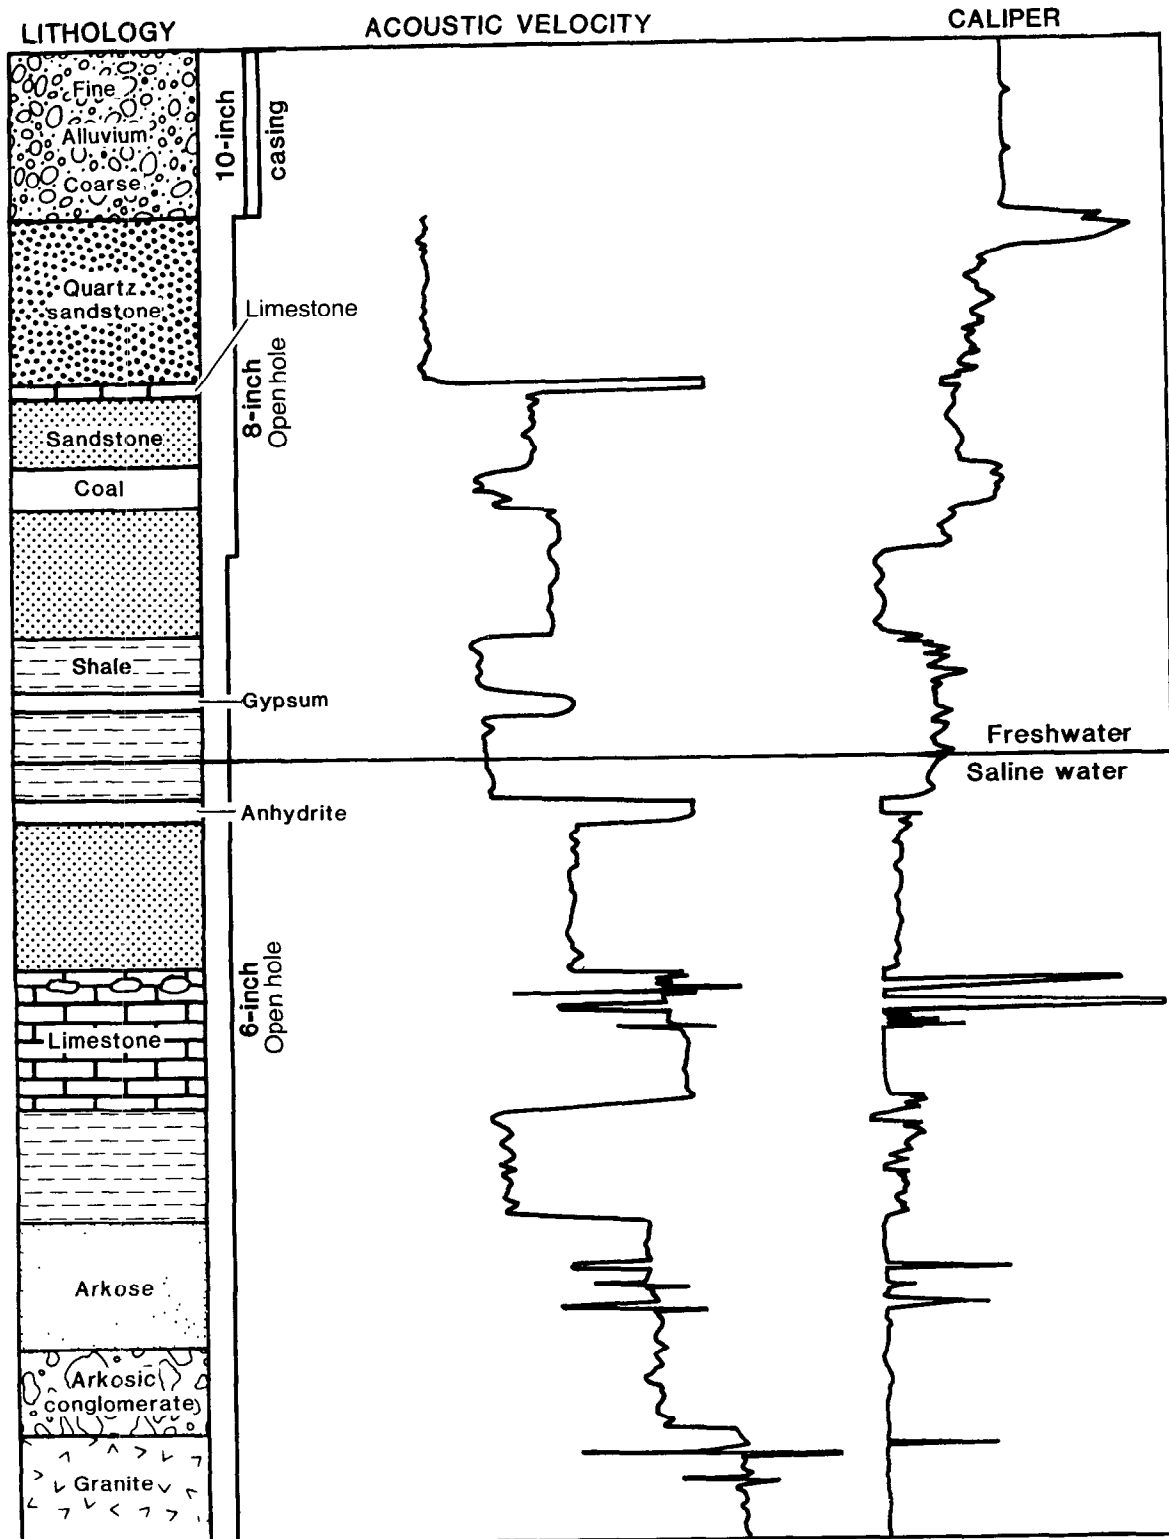 LITHOLOGY
ACOUSTIC VELOCITY
CALIPER
Fine
Alluvium
Coarse
10-inch
casing
Quartz
sandstone
Limestone
8-inch
Open hole
Sandstone
Coal
Shale
Gypsum
Freshwater
Saline water
Anhydrite
6-inch
Open hole
Limestone
Arkose
Arkosic
conglomerate
Granite